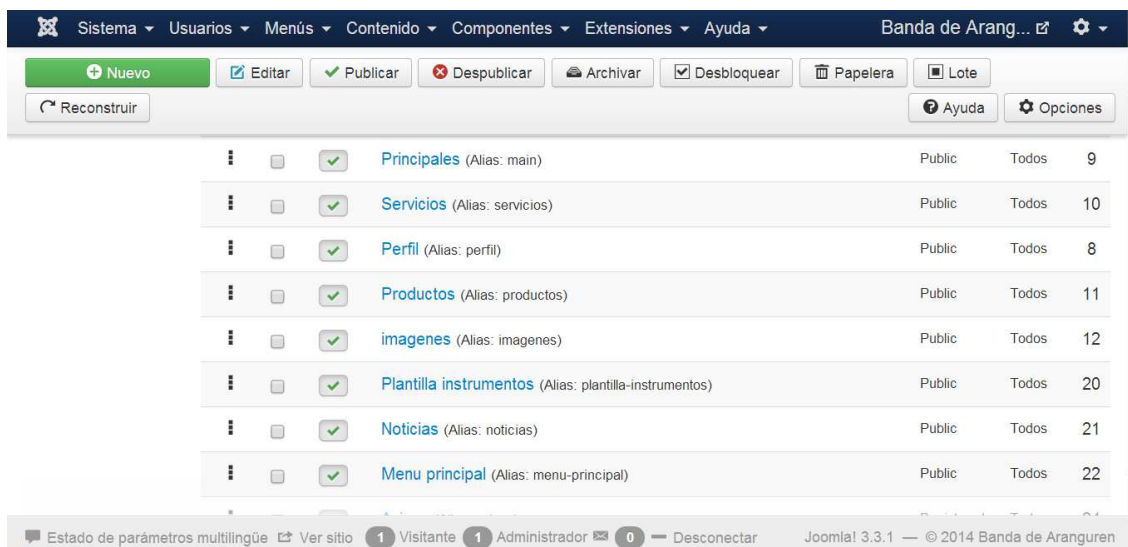 Sistema Usuarios Menús Contenido Componentes Extensiones Ayuda Banda de Arang...
Nuevo Editar Publicar Despublicar Archivar Desbloquear Papelera Lote
Reconstruir Ayuda Opciones
Principales (Alias: main) Public Todos 9
Servicios (Alias: servicios) Public Todos 10
Perfil (Alias: perfil) Public Todos 8
Productos (Alias: productos) Public Todos 11
imagenes (Alias: imagenes) Public Todos 12
Plantilla instrumentos (Alias: plantilla-instrumentos) Public Todos 20
Noticias (Alias: noticias) Public Todos 21
Menu principal (Alias: menu-principal) Public Todos 22
Estado de parámetros multilingüe Ver sitio 1 Visitante 1 Administrador 0 Desconectar Joomla! 3.3.1 — © 2014 Banda de Aranguren